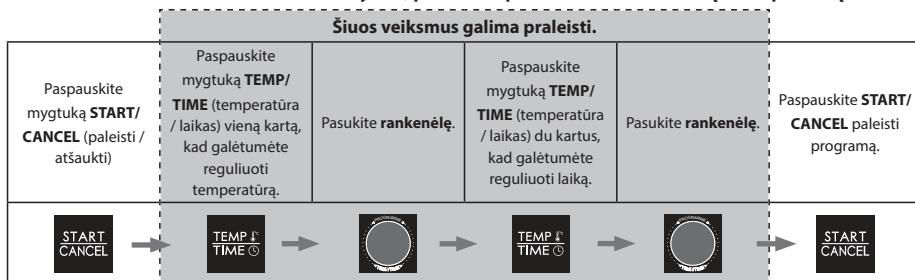 Šiuos veiksmus galima praleisti.
Paspauskite
mygtuką START/
CANCEL (paleisti /
atšaukti)
Paspauskite
mygtuką TEMP/
TIME (temperatūra
/ laikas) vieną kartą,
kad galėtumėte
reguliuoti
temperatūrą.
Pasukite rankenėlę.
Paspauskite
mygtuką TEMP/
TIME (temperatūra
/ laikas) du kartus,
kad galėtumėte
reguliuoti laiką.
Pasukite rankenėlę.
Paspauskite START/
CANCEL paleisti
programą.
START
CANCEL
TEMP
TIME
PROGRAMME
TEMP
TIME
PROGRAMME
START
CANCEL